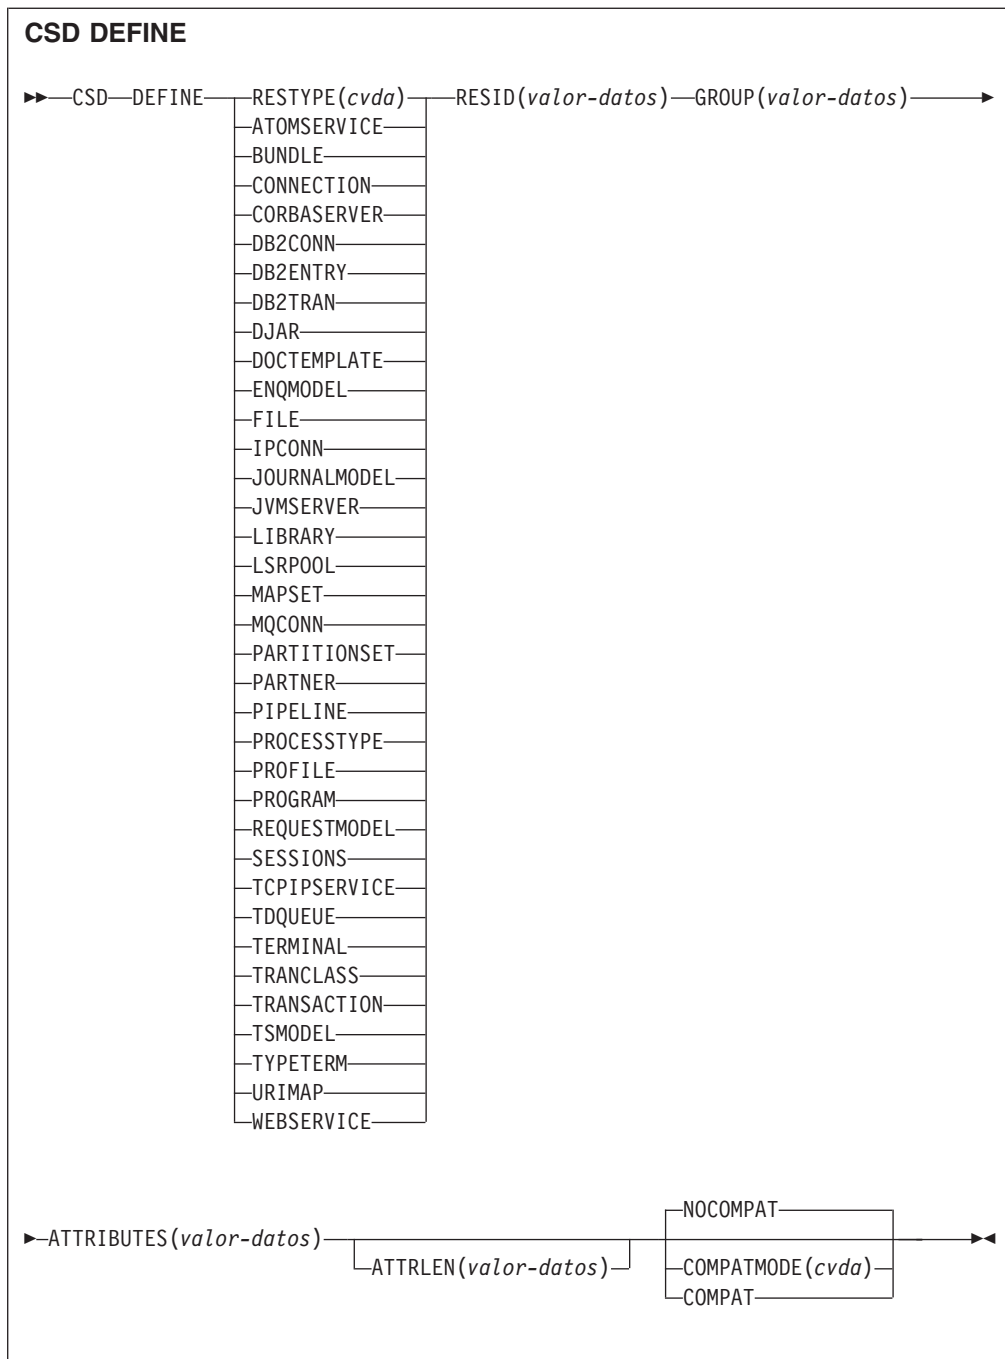 CSD DEFINE
CSD DEFINE RESTYPE(cvda) RESID(valor-datos) GROUP(valor-datos)
ATOMSERVICE
BUNDLE
CONNECTION
CORBASERVER
DB2CONN
DB2ENTRY
DB2TRAN
DJAR
DOCTEMPLATE
ENQMODEL
FILE
IPCONN
JOURNALMODEL
JVMSERVER
LIBRARY
LSRPOOL
MAPSET
MQCONN
PARTITIONSET
PARTNER
PIPELINE
PROCESSTYPE
PROFILE
PROGRAM
REQUESTMODEL
SESSIONS
TCPIPSERVICE
TDQUEUE
TERMINAL
TRANCLASS
TRANSACTION
TSMODEL
TYPETERM
URIMAP
WEBSERVICE
NOCOMPAT
ATTRIBUTES(valor-datos)
ATTRLEN(valor-datos) COMPATMODE(cvda)
COMPAT